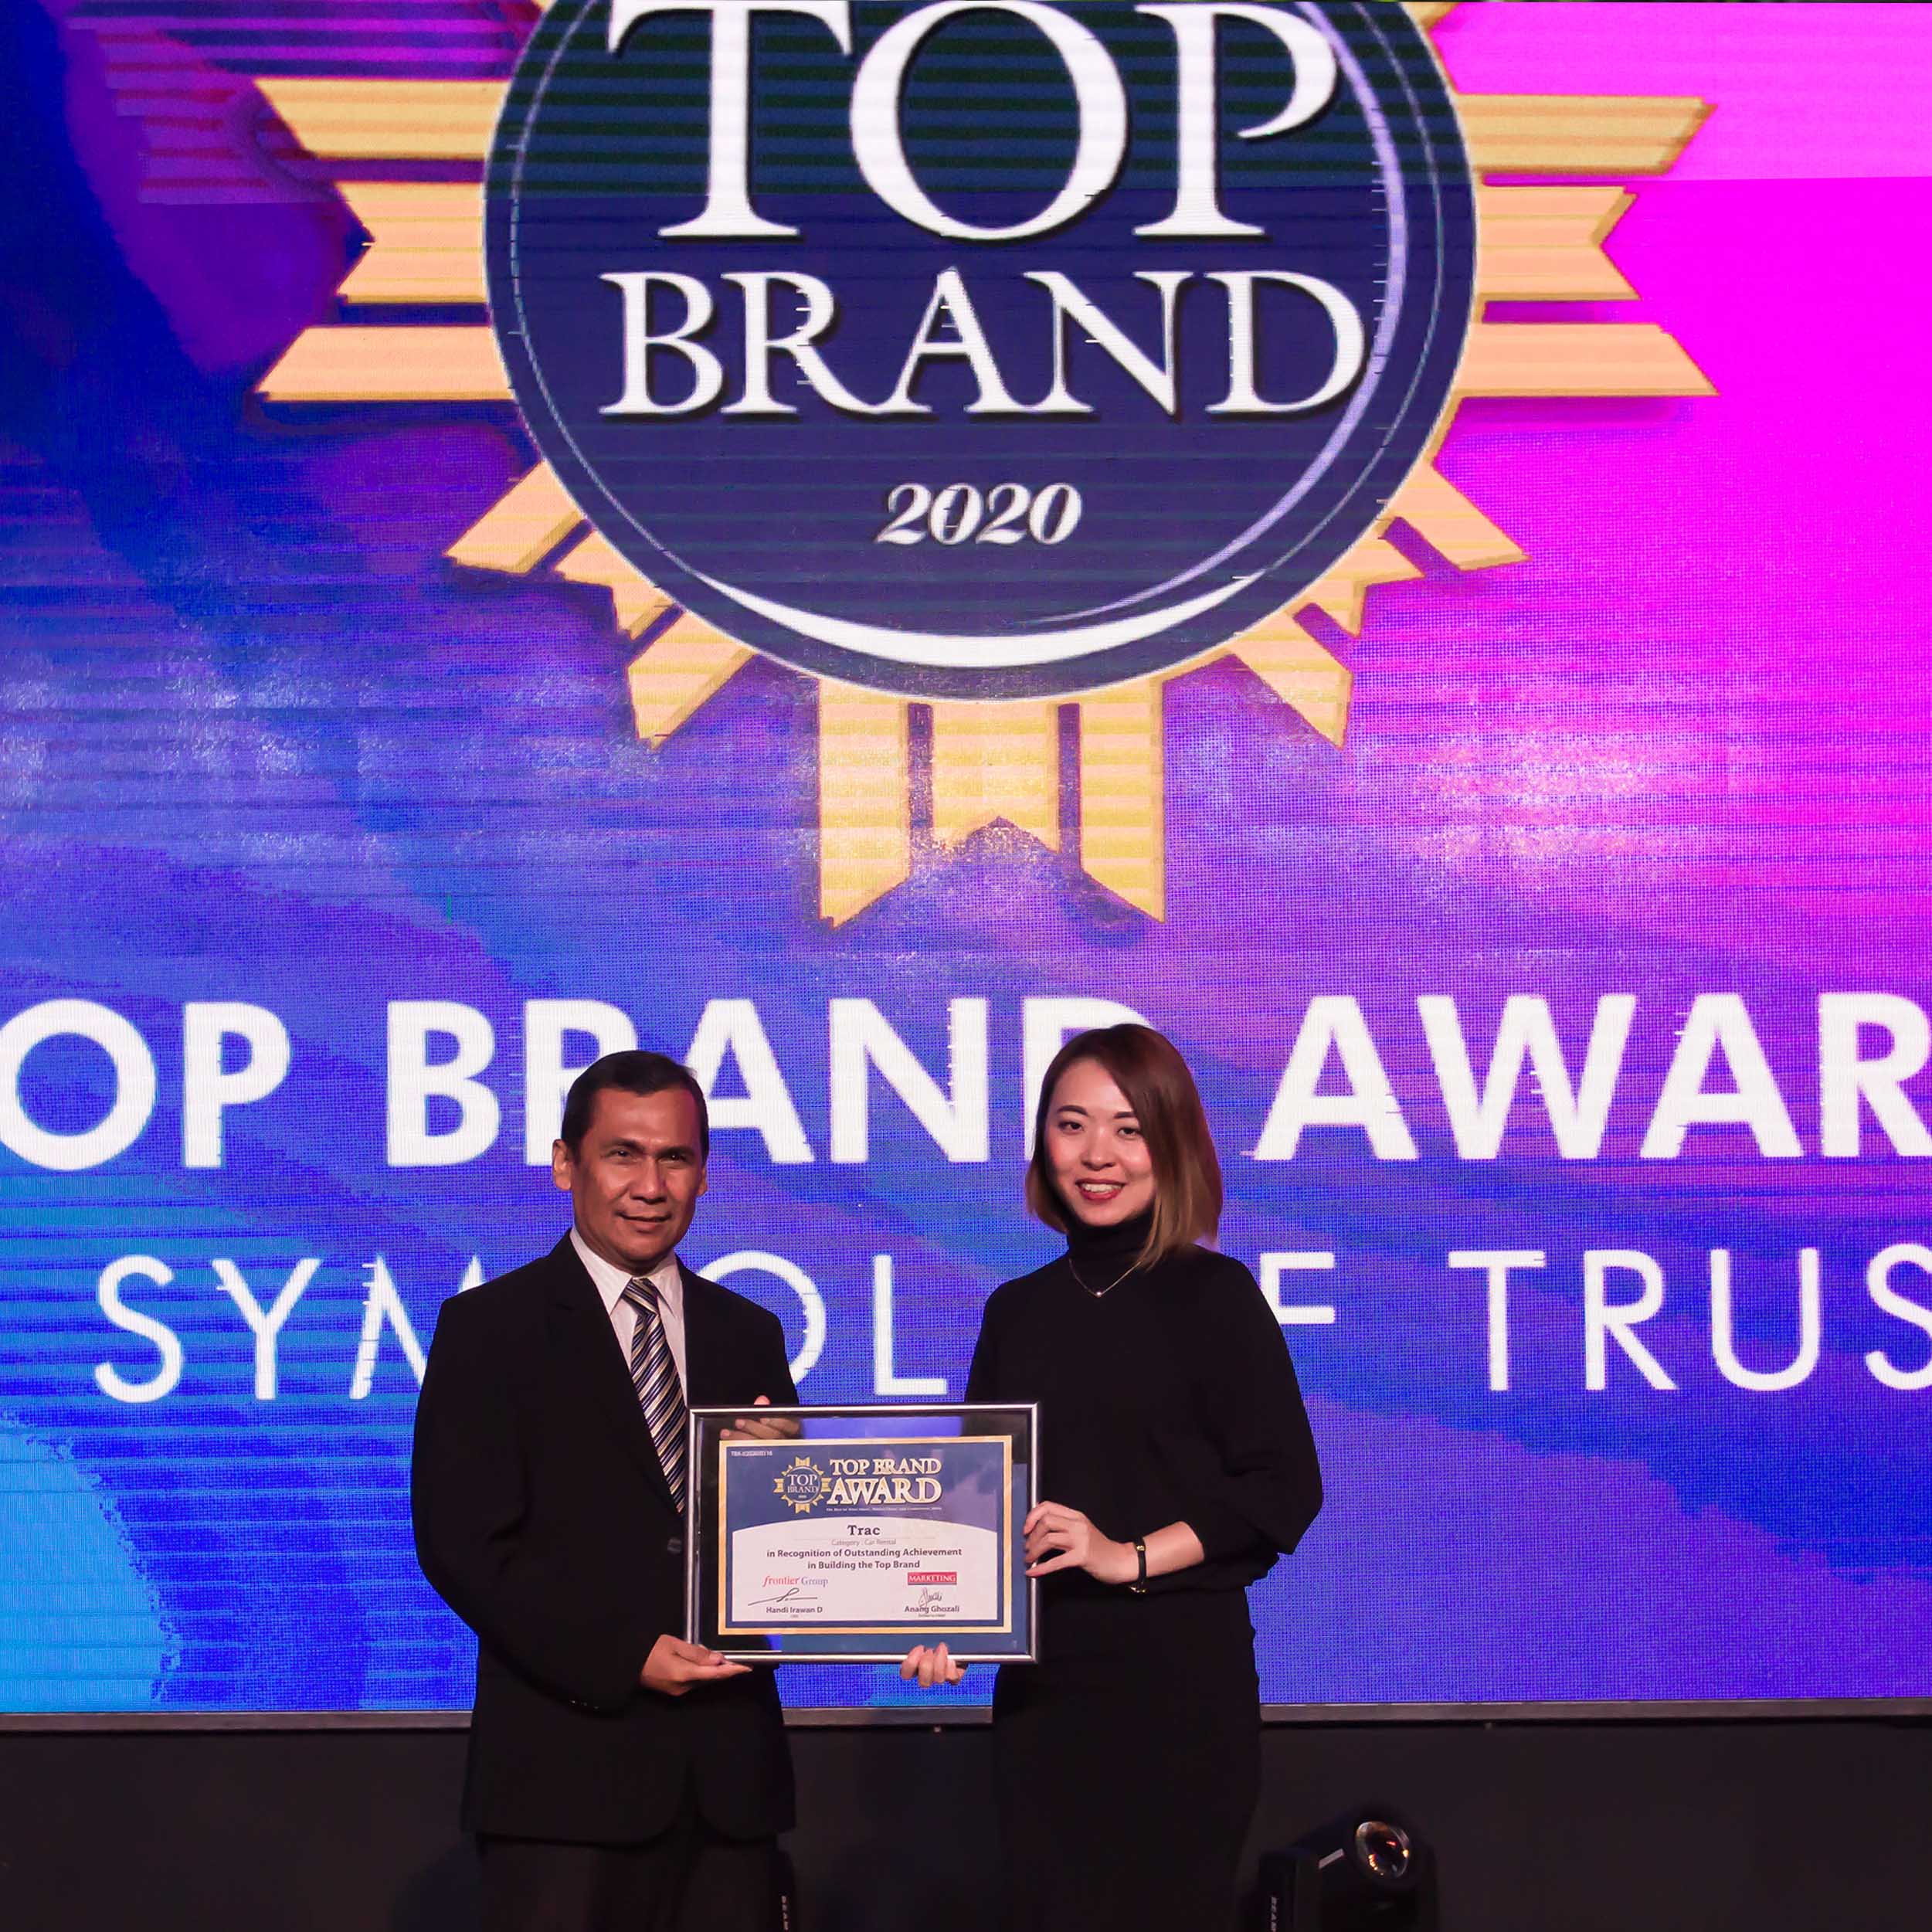 TOP
BRAND
2020
OP BRAND AWAR
SYM OL F TRUS
TOP
BRAND
TOP BRAND
AWARD
Trac
Category : Car Rental
in Recognition of Outstanding Achievement
in Building the Top Brand
frontier Group MARKETING
Handi Irawan D Anang Ghozali